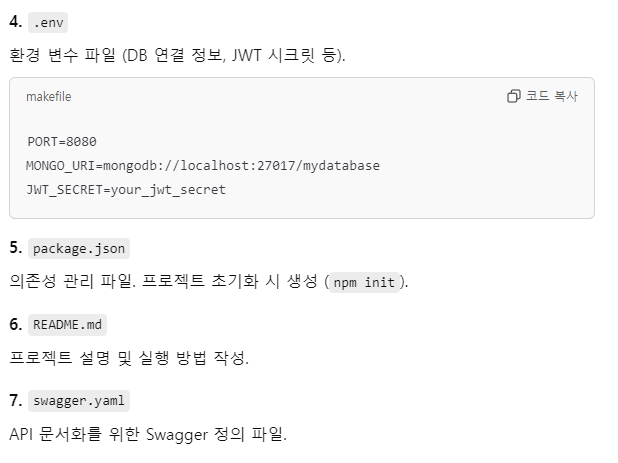 4. .env
환경 변수 파일 (DB 연결 정보, JWT 시크릿 등).
makefile
코드 복사
PORT=8080
MONGO_URI=mongodb://localhost:27017/mydatabase
JWT_SECRET=your_jwt_secret
5. package.json
의존성 관리 파일. 프로젝트 초기화 시 생성 (npm init).
6. README.md
프로젝트 설명 및 실행 방법 작성.
7. swagger.yaml
API 문서화를 위한 Swagger 정의 파일.